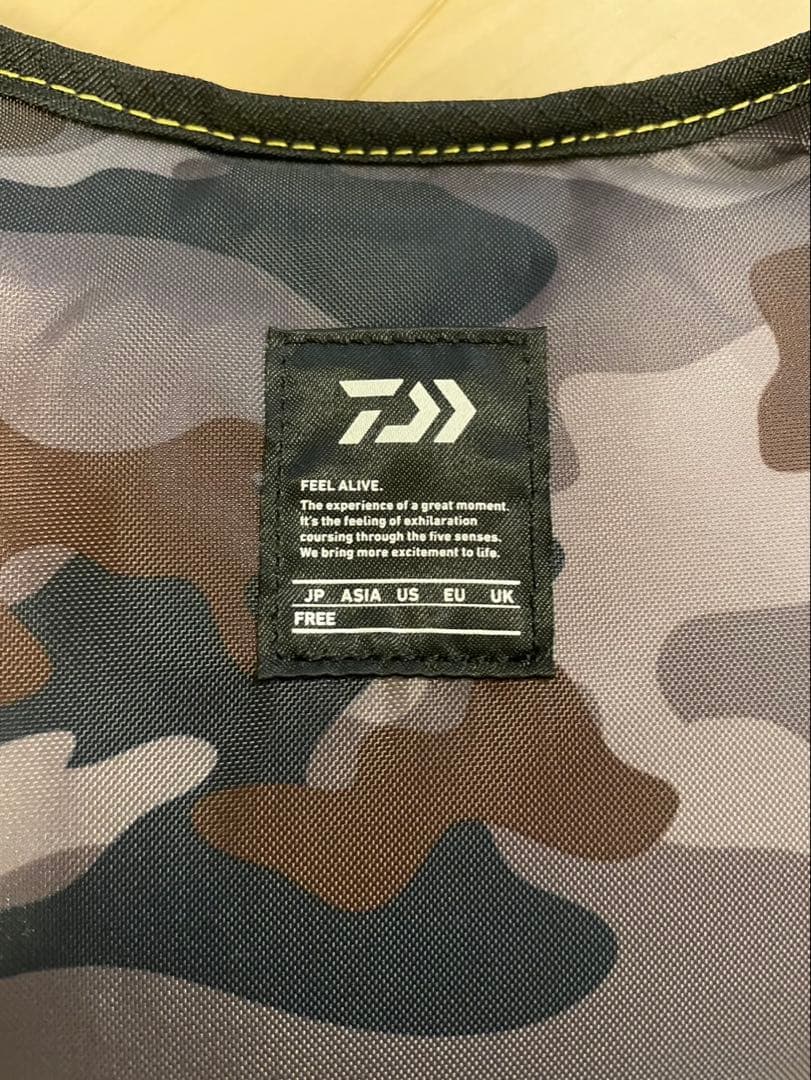 FEEL ALIVE.
The experience of a great moment.
It's the feeling of exhilaration
coursing through the five senses.
We bring more excitement to life.
JP ASIA US EU UK
FREE